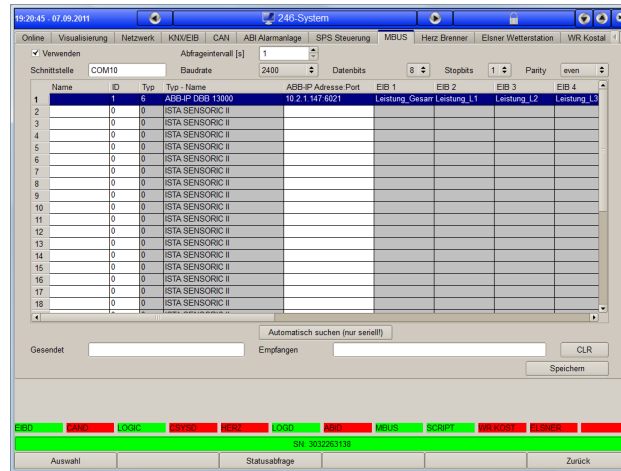 19:20:45 - 07.09.2011 246-System
Online Visualisierung Netzwerk KNX/EIB CAN ABI Alarmanlage SPS Steuerung MBUS Herz Brenner Elsner Wetterstation WR Kostal
Verwenden Abfrageintervall [s] 1
Schnittstelle COM10 Baudrate 2400 Datenbits 8 Stopbits 1 Parity even
Name ID Typ Typ - Name ABB-IP Adresse:Port EIB 1 EIB 2 EIB 3 EIB 4
1 1 6 ABB-IP DBB 13000 10.2.1.147:6021 Leistung_Gesam Leistung_L1 Leistung_L2 Leistung_L3
2 0 0 ISTA SENSORIC II
3 0 0 ISTA SENSORIC II
4 0 0 ISTA SENSORIC II
5 0 0 ISTA SENSORIC II
6 0 0 ISTA SENSORIC II
7 0 0 ISTA SENSORIC II
8 0 0 ISTA SENSORIC II
9 0 0 ISTA SENSORIC II
10 0 0 ISTA SENSORIC II
11 0 0 ISTA SENSORIC II
12 0 0 ISTA SENSORIC II
13 0 0 ISTA SENSORIC II
14 0 0 ISTA SENSORIC II
15 0 0 ISTA SENSORIC II
16 0 0 ISTA SENSORIC II
17 0 0 ISTA SENSORIC II
18 0 0 ISTA SENSORIC II
Automatisch suchen (nur seriell!)
Gesendet Empfangen CLR
Speichern
EIBD CAND LOGIC CSYSD HERZ LOGD ABID MBUS SCRIPT WR.KOST ELSNER
SN: 3032263138
Auswahl Statusabfrage Zurück